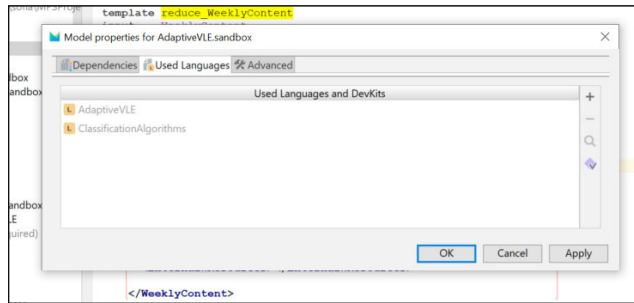 template reduce_WeeklyContent
Model properties for AdaptiveVLE.sandbox
Dependencies Used Languages Advanced
Used Languages and DevKits
AdaptiveVLE
ClassificationAlgorithms
OK Cancel Apply
</WeeklyContent>